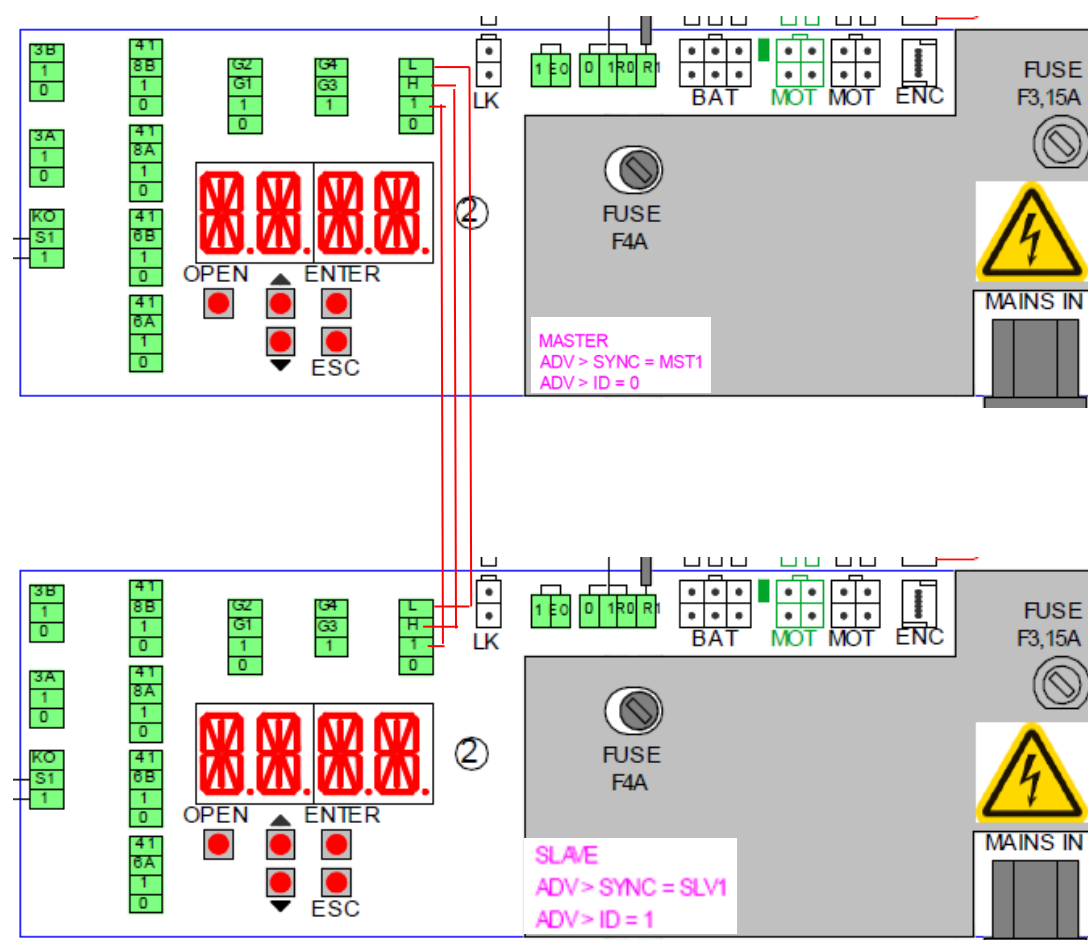 3B
1
0
41
8B
1
0
G2
G1
1
0
G4
G3
1
L
H
1
0
LK
1 E0
0 1R0 R1
BAT
MOT
MOT
ENC
FUSE
F3,15A
3A
1
0
41
8A
1
0
KO
S1
1
41
6B
1
0
41
6A
1
0
2
OPEN
ENTER
ESC
FUSE
F4A
MASTER
ADV > SYNC = MST1
ADV > ID = 0
MAINS IN
3B
1
0
41
8B
1
0
G2
G1
1
0
G4
G3
1
L
H
1
0
LK
1 E0
0 1R0 R1
BAT
MOT
MOT
ENC
FUSE
F3,15A
3A
1
0
41
8A
1
0
KO
S1
1
41
6B
1
0
41
6A
1
0
2
OPEN
ENTER
ESC
FUSE
F4A
SLAVE
ADV > SYNC = SLV1
ADV > ID = 1
MAINS IN